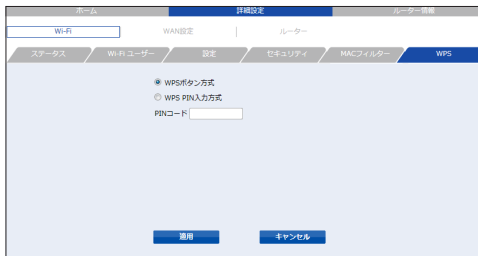 ホーム 詳細設定 ルーター情報
Wi-Fi WAN設定 ルーター
ステータス Wi-Fi ユーザー 設定 セキュリティ MACフィルター WPS
WPSボタン方式
WPS PIN入力方式
PINコード
適用 キャンセル